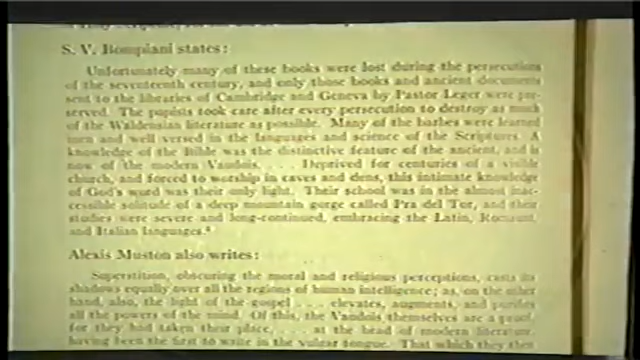 S. V. Bompiani states:
Unfortunately many of these books were lost during the persecutions
of the seventeenth century, and only those books and ancient documents
sent to the libraries of Cambridge and Geneva by Pastor Leger were pre-
served. The papists took care after every persecution to destroy as much
of the Waldensian literature as possible. Many of the barbes were learned
men and well versed in the languages and science of the Scriptures. A
knowledge of the Bible was the distinctive feature of the ancient, and is
now of the modern Vaudois. . . . Deprived for centuries of a visible
church, and forced to worship in caves and dens, this intimate knowledge
of God's word was their only light. Their school was in the almost inac-
cessible solitude of a deep mountain gorge called Pra del Tor, and their
studies were severe and long-continued, embracing the Latin, Romaunt,
and Italian languages.
Alexis Muston also writes:
Superstition, obscuring the moral and religious perceptions, casts its
shadows equally over all the regions of human intelligence; as, on the other
hand, also, the light of the gospel . . . elevates, augments, and purifies
all the powers of the mind. Of this, the Vaudois themselves are a proof,
for they had taken their place, . . . at the head of modern literature,
having been the first to write in the vulgar tongue. That which they then